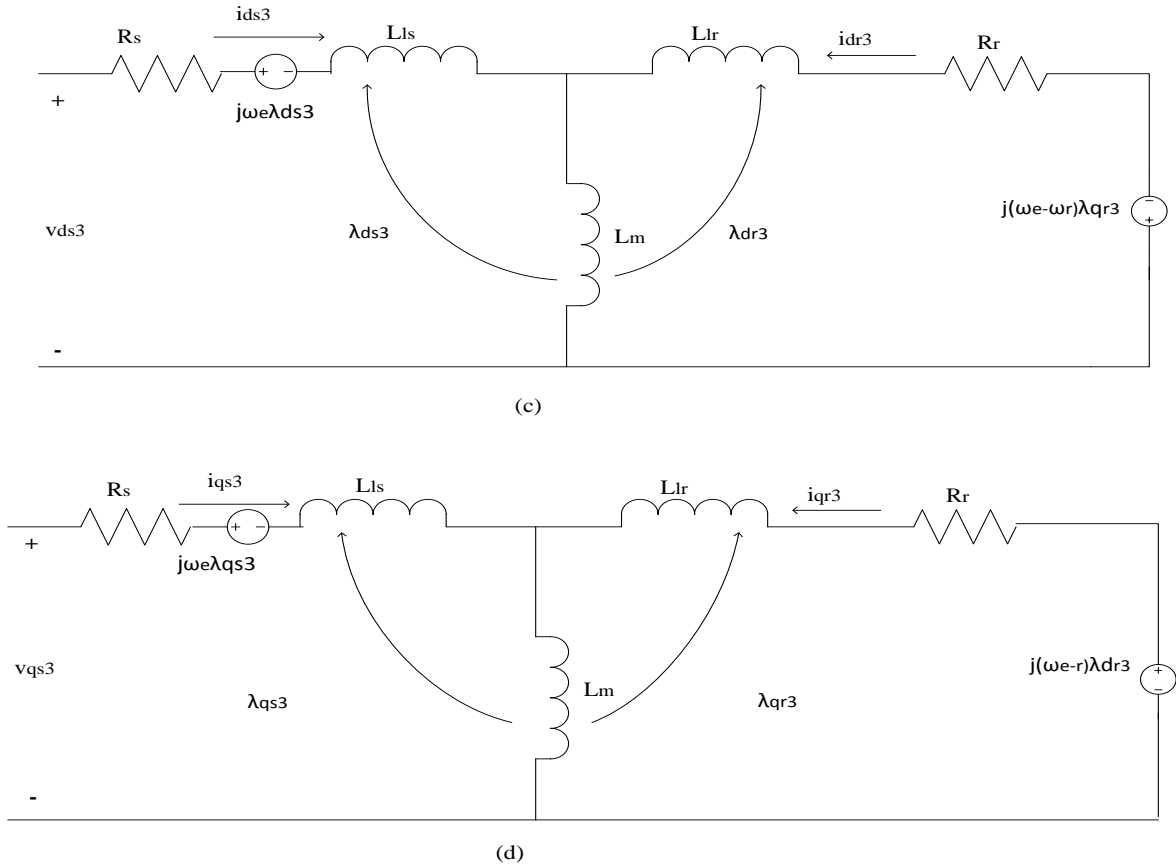 ids3
Rs
Lls
Llr
idr3
Rr
+
+ -
jωeλds3
vds3
λds3
Lm
λdr3
j(ωe-ωr)λqr3
-
+
-
(c)
Rs
iqs3
Lls
Llr
iqr3
Rr
+
+ -
jωeλqs3
vqs3
λqs3
Lm
λqr3
j(ωe-r)λdr3
+
-
-
(d)